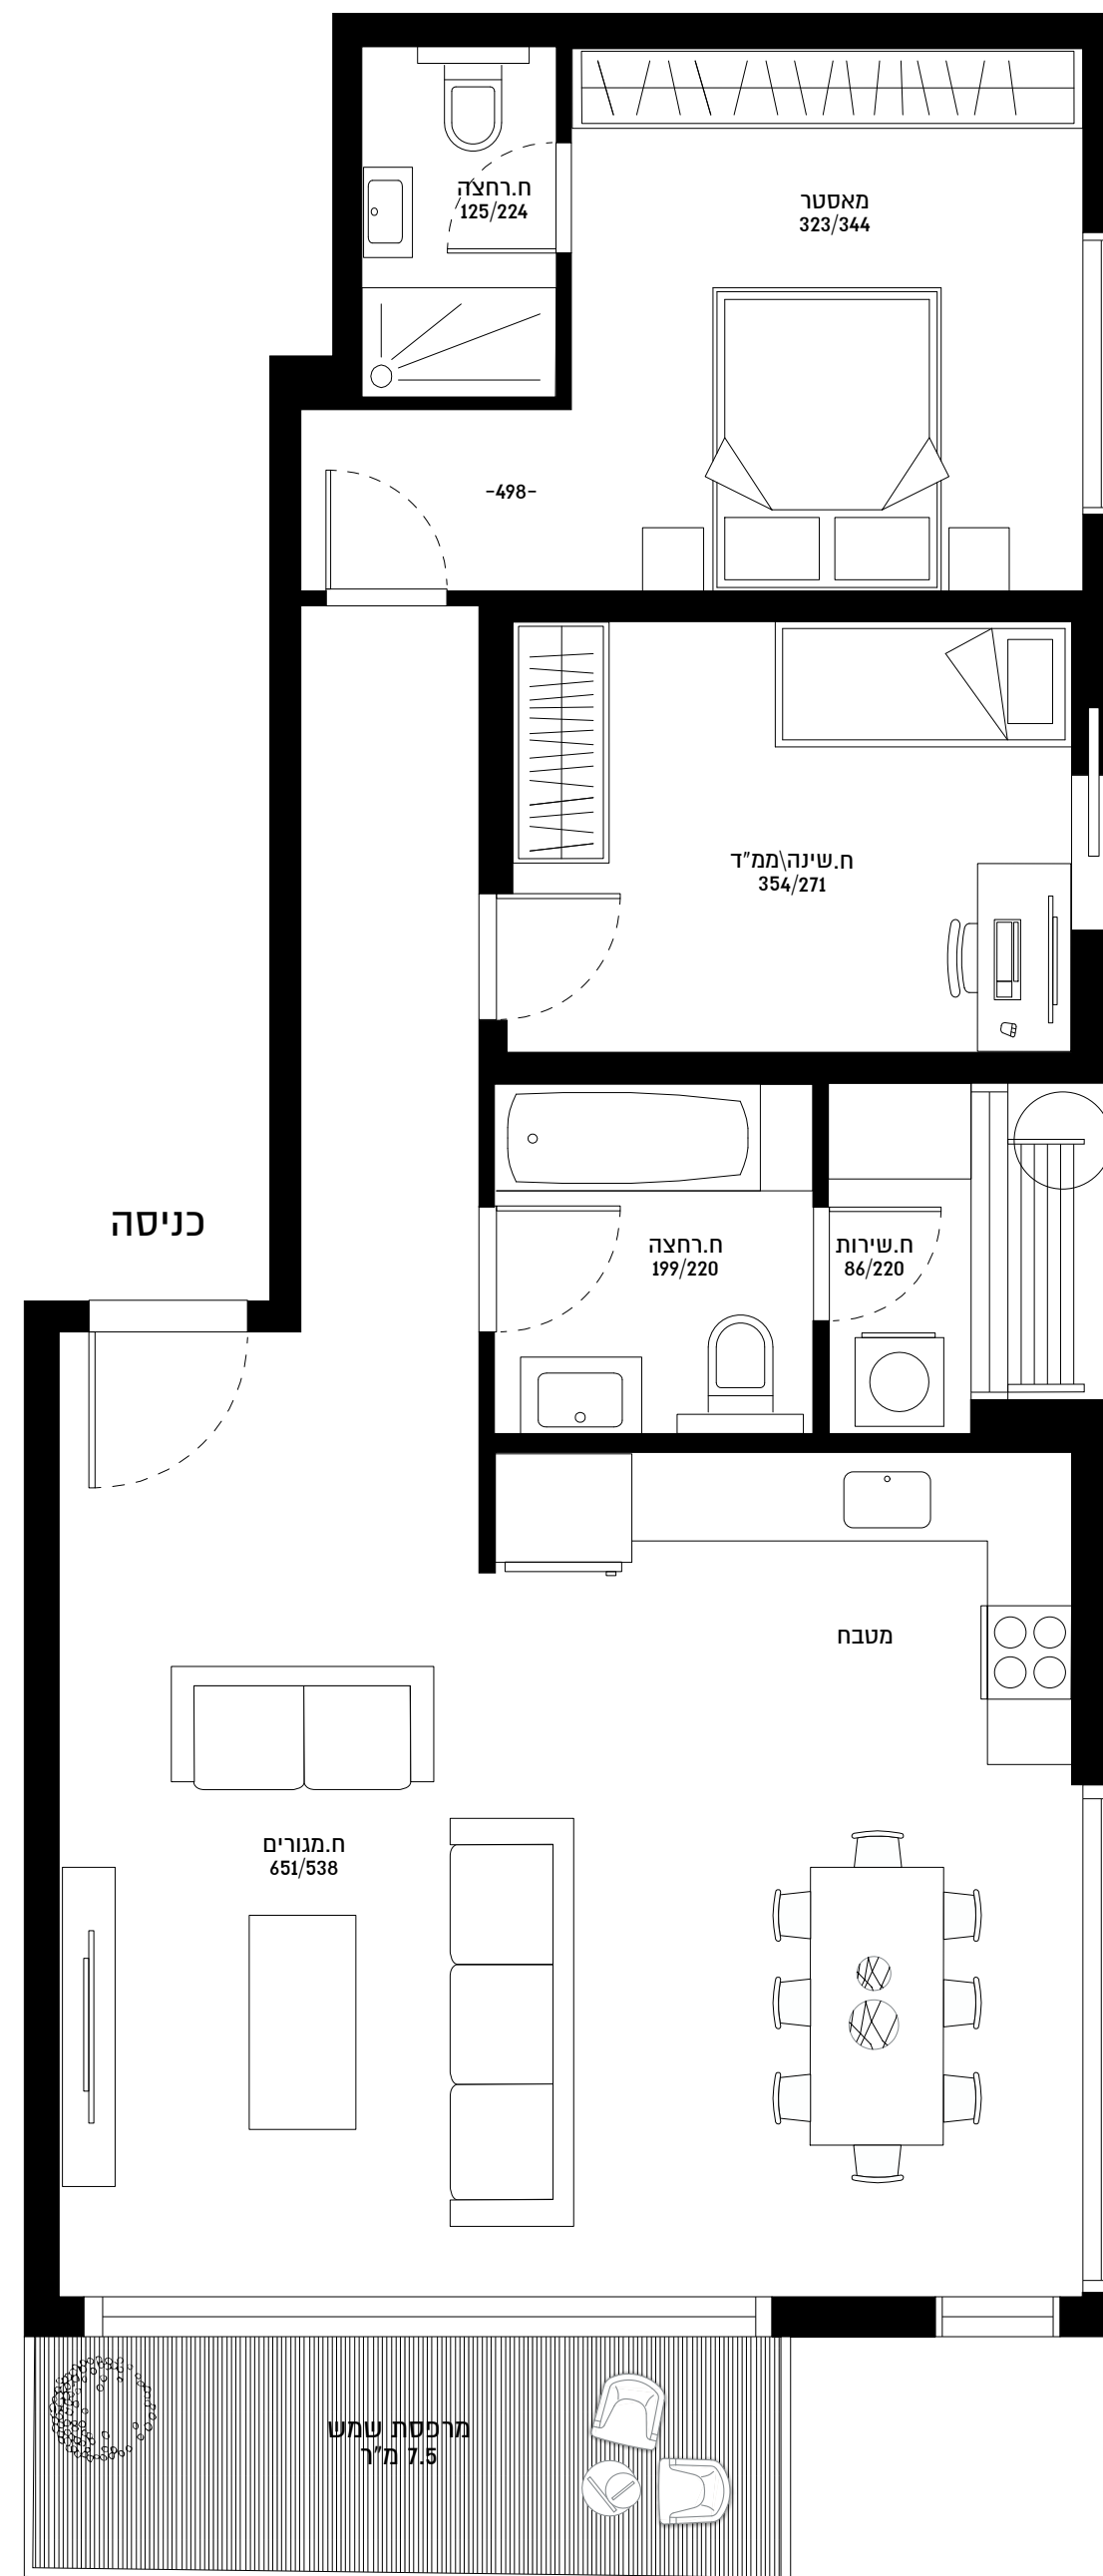 ח.רחצה
125/224
מאסטר
323/344
-498-
ח.שינה\ממ"ד
354/271
כניסה
ח.רחצה
199/220
ח.שירות
86/220
מטבח
ח.מגורים
651/538
מרפסת שמש
7.5 מ"ר